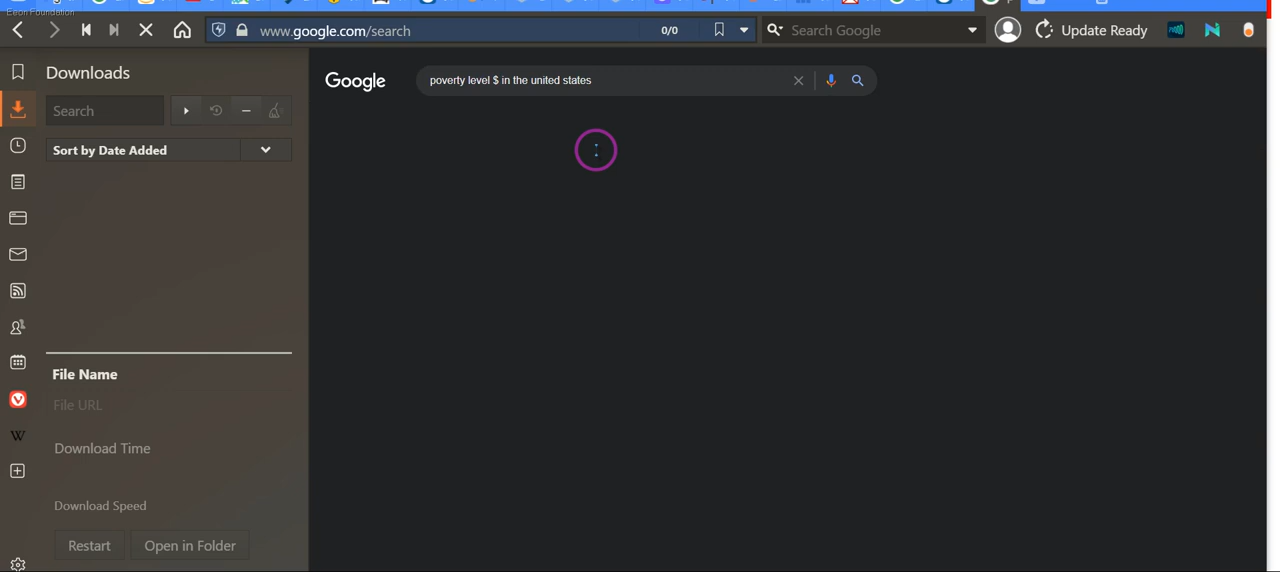 Eeon Foundation
www.google.com/search
0/0
Search Google
Update Ready
Downloads
Google
poverty level $ in the united states
Search
Sort by Date Added
File Name
File URL
Download Time
Download Speed
Restart
Open in Folder